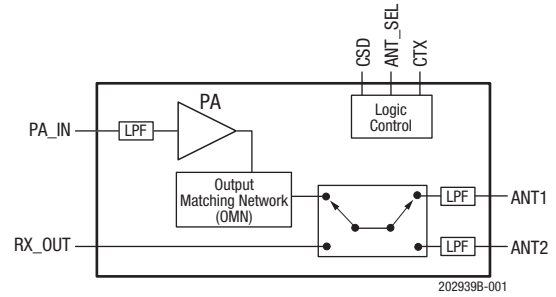 CSD
ANT_SEL
CTX
Logic
Control
PA
PA_IN
LPF
Output
Matching Network
(OMN)
LPF
ANT1
RX_OUT
LPF
ANT2
202939B-001